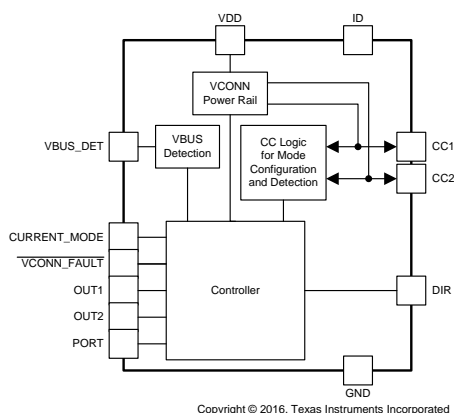 VDD
ID
VCONN
Power Rail
VBUS_DET
VBUS
Detection
CC Logic
for Mode
Configuration
and Detection
CC1
CC2
CURRENT_MODE
VCONN_FAULT
OUT1
Controller
DIR
OUT2
PORT
GND
Copyright © 2016, Texas Instruments Incorporated